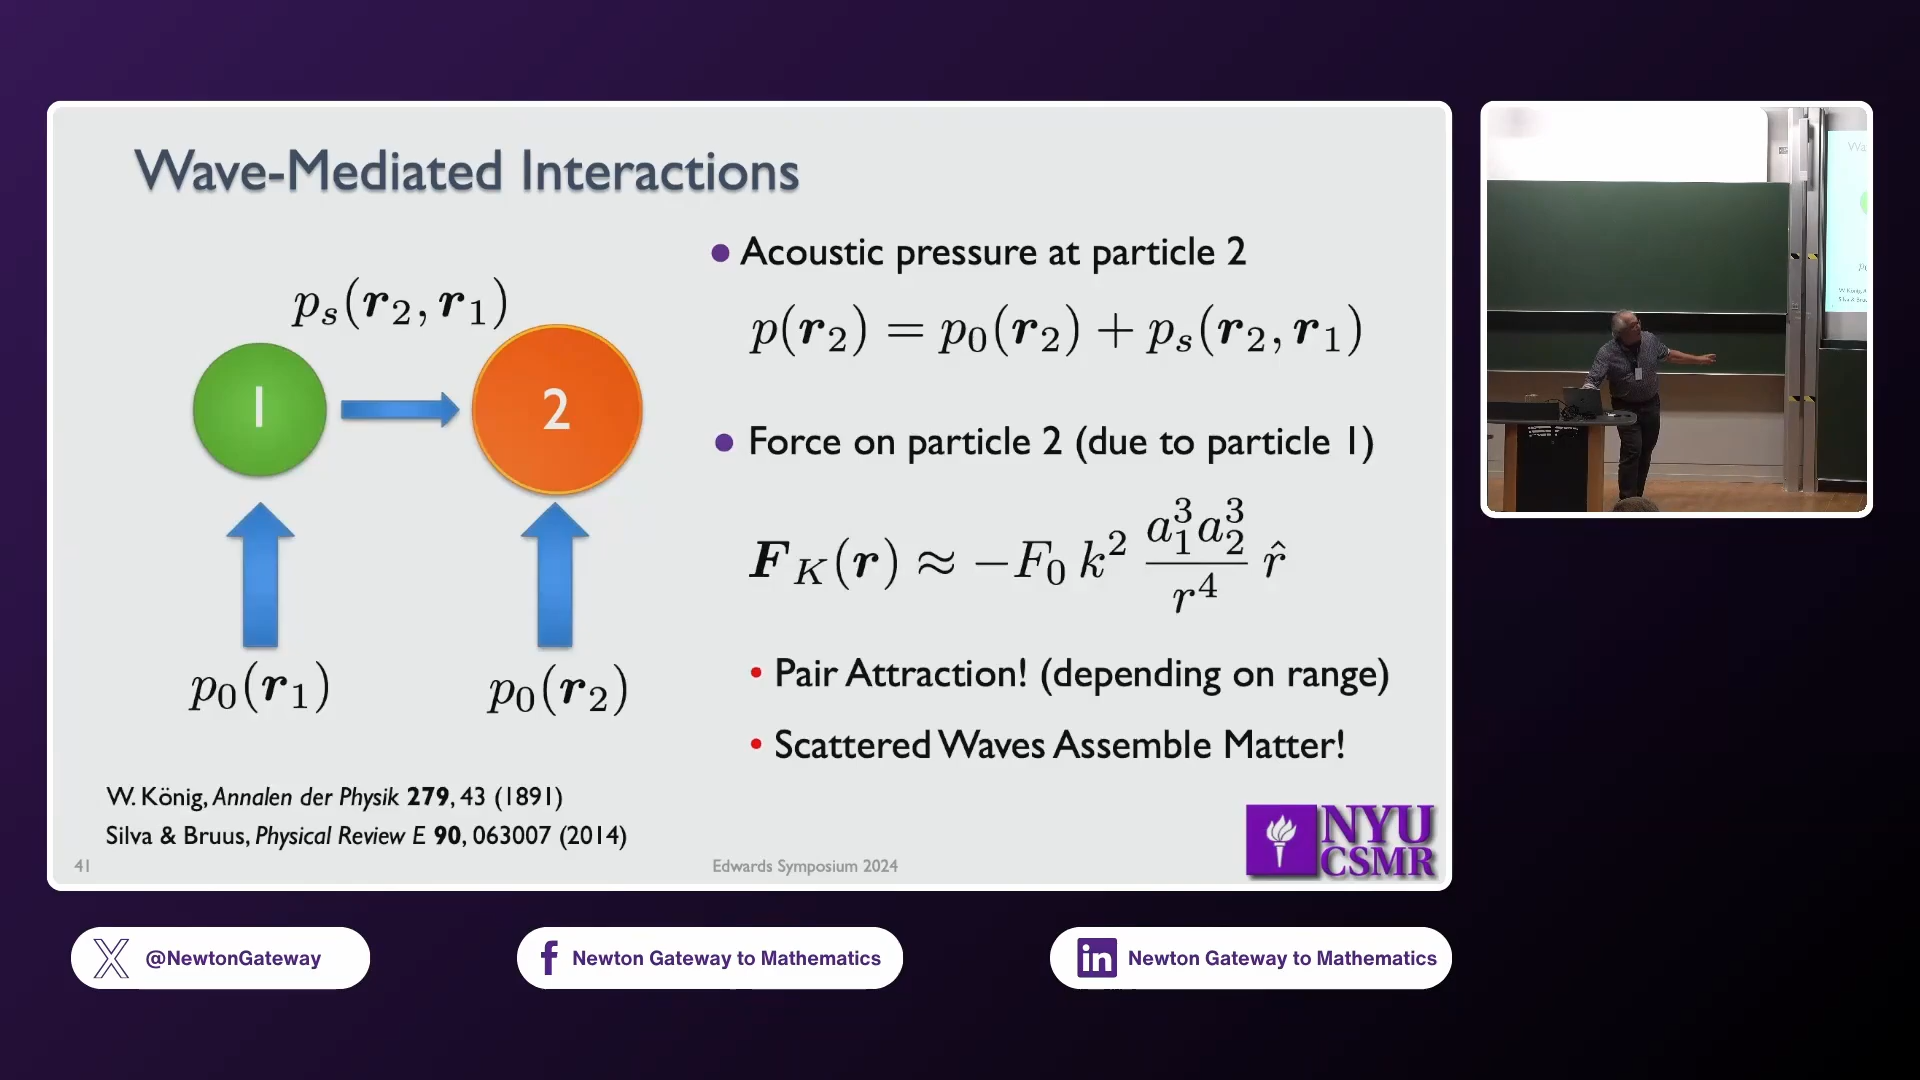 Wave-Mediated Interactions
pₛ(r₂, r₁)
1
2
p₀(r₁)
p₀(r₂)
• Acoustic pressure at particle 2
p(r₂) = p₀(r₂) + pₛ(r₂, r₁)
• Force on particle 2 (due to particle 1)
F_K(r) ≈ −F₀ k² a₁³a₂³ / r⁴ r̂
• Pair Attraction! (depending on range)
• Scattered Waves Assemble Matter!
W. König, Annalen der Physik 279, 43 (1891)
Silva & Bruus, Physical Review E 90, 063007 (2014)
41
Edwards Symposium 2024
NYU
CSMR
@NewtonGateway
Newton Gateway to Mathematics
in Newton Gateway to Mathematics